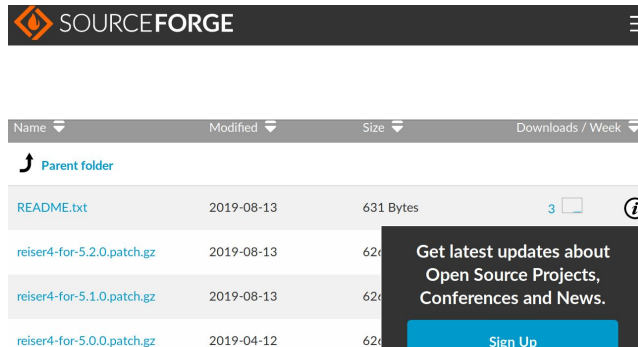 SOURCEFORGE
Name Modified Size Downloads / Week
Parent folder
README.txt 2019-08-13 631 Bytes 3
reiser4-for-5.2.0.patch.gz 2019-08-13 626
Get latest updates about
Open Source Projects,
Conferences and News.
reiser4-for-5.1.0.patch.gz 2019-08-13 626
reiser4-for-5.0.0.patch.gz 2019-04-12 626
Sign Up